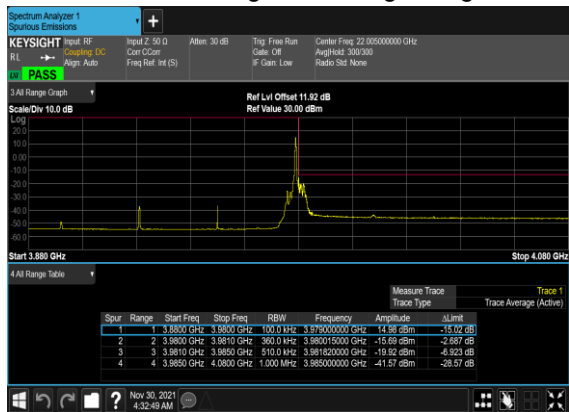 Spectrum Analyzer 1
Spurious Emissions
KEYSIGHT Input: RF Input Z: 50 Ω Atten: 30 dB Trig: Free Run Center Freq: 22.005000000 GHz
RL Coupling: DC Corr CCorr Gate: Off Avg|Hold: 300/300
Align: Auto Freq Ref: Int (S) IF Gain: Low Radio Std: None
PASS
3 All Range Graph
Ref Lvl Offset 11.92 dB
Scale/Div 10.0 dB Ref Value 30.00 dBm
Log
20.0
10.0
0.00
-10.0
-20.0
-30.0
-40.0
-50.0
-60.0
Start 3.880 GHz Stop 4.080 GHz
4 All Range Table
Measure Trace Trace 1
Trace Type Trace Average (Active)
Spur Range Start Freq Stop Freq RBW Frequency Amplitude ΔLimit
1 1 3.8800 GHz 3.9800 GHz 100.0 kHz 3.979000000 GHz 14.98 dBm -15.02 dB
2 2 3.9800 GHz 3.9810 GHz 360.0 kHz 3.980015000 GHz -15.69 dBm -2.687 dB
3 3 3.9810 GHz 3.9850 GHz 510.0 kHz 3.981820000 GHz -19.92 dBm -6.923 dB
4 4 3.9850 GHz 4.0800 GHz 1.000 MHz 3.985000000 GHz -41.57 dBm -28.57 dB
? Nov 30, 2021
4:32:49 AM